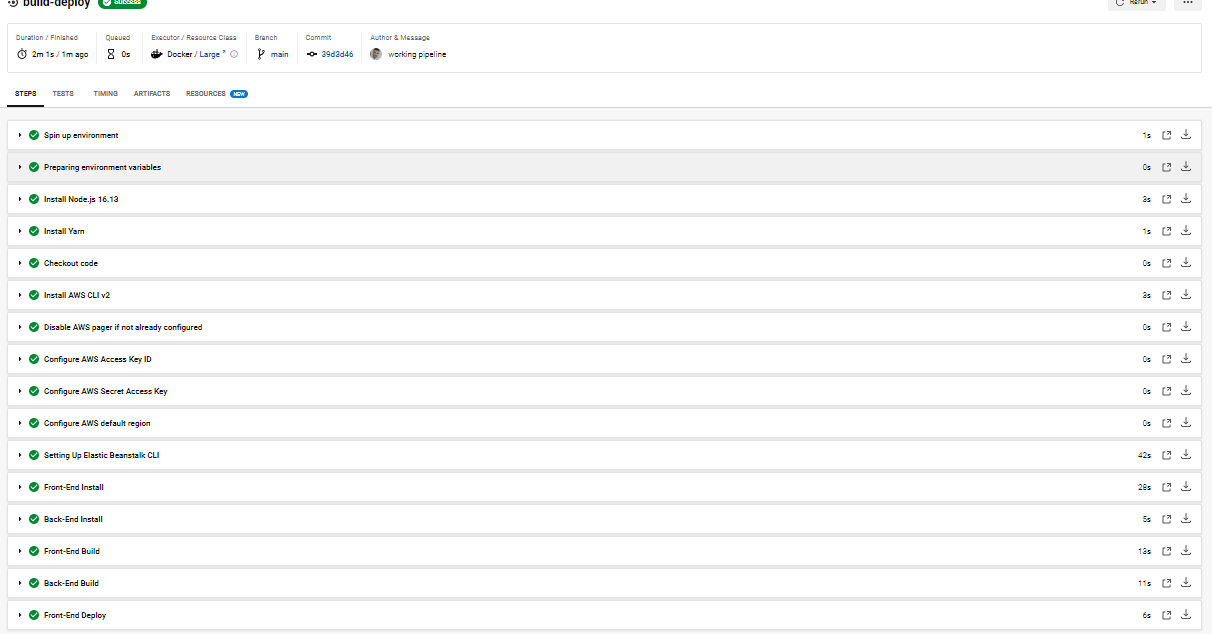 build-deploy Success Rerun
Duration / Finished Queued Executor / Resource Class Branch Commit Author & Message
2m 1s / 1m ago 0s Docker / Large main 39d3d46 working pipeline
STEPS TESTS TIMING ARTIFACTS RESOURCES NEW
Spin up environment 1s
Preparing environment variables 0s
Install Node.js 16.13 3s
Install Yarn 1s
Checkout code 0s
Install AWS CLI v2 3s
Disable AWS pager if not already configured 0s
Configure AWS Access Key ID 0s
Configure AWS Secret Access Key 0s
Configure AWS default region 0s
Setting Up Elastic Beanstalk CLI 42s
Front-End Install 28s
Back-End Install 5s
Front-End Build 13s
Back-End Build 11s
Front-End Deploy 6s